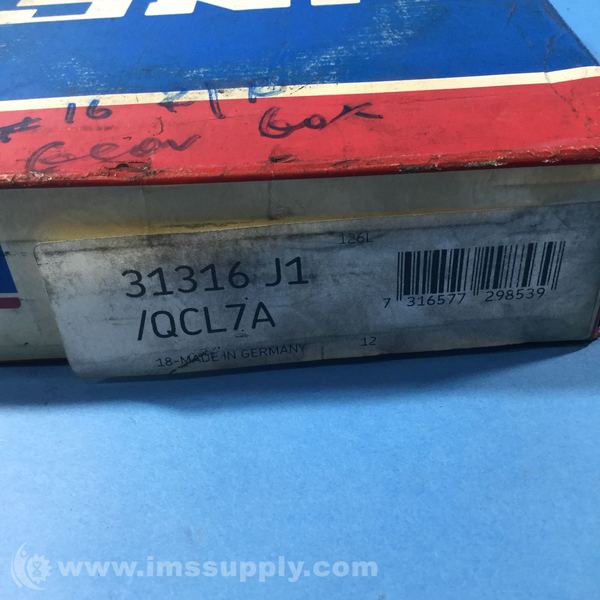 # 16
Gear Box
126L
31316 J1
/QCL7A
7 316577 298539
18-MADE IN GERMANY
12
www.imssupply.com